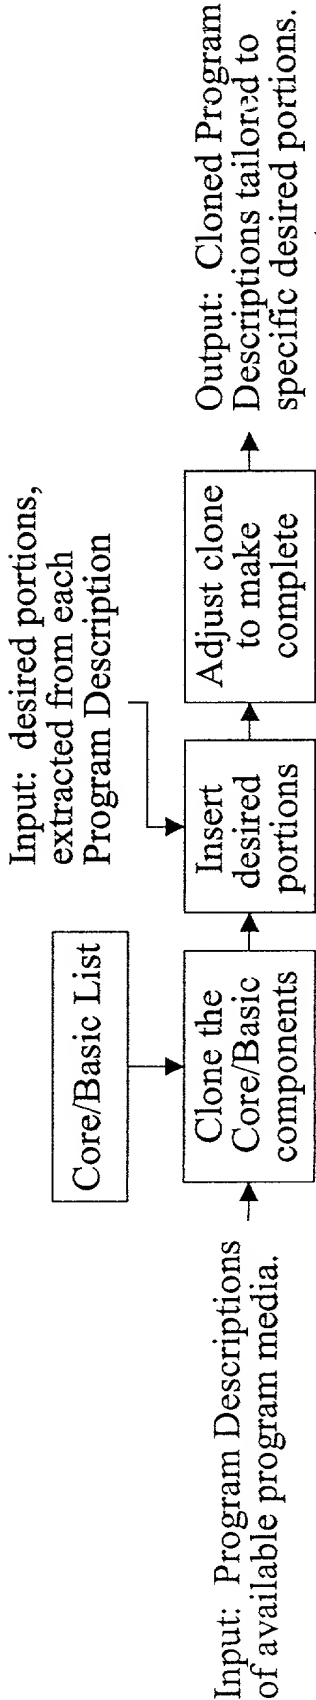 Input: Program Descriptions
of available program media.
Core/Basic List
Clone the
Core/Basic
components
Input: desired portions,
extracted from each
Program Description
Insert
desired
portions
Adjust clone
to make
complete
Output: Cloned Program
Descriptions tailored to
specific desired portions.